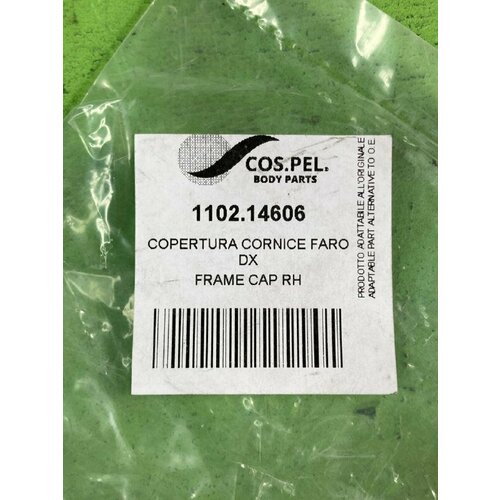 COS.PEL.
BODY PARTS
1102.14606
COPERTURA CORNICE FARO
DX
FRAME CAP RH
PRODOTTO ADATTABILE ALL'ORIGINALE
ADAPTABLE PART ALTERNATIVE TO O.E.